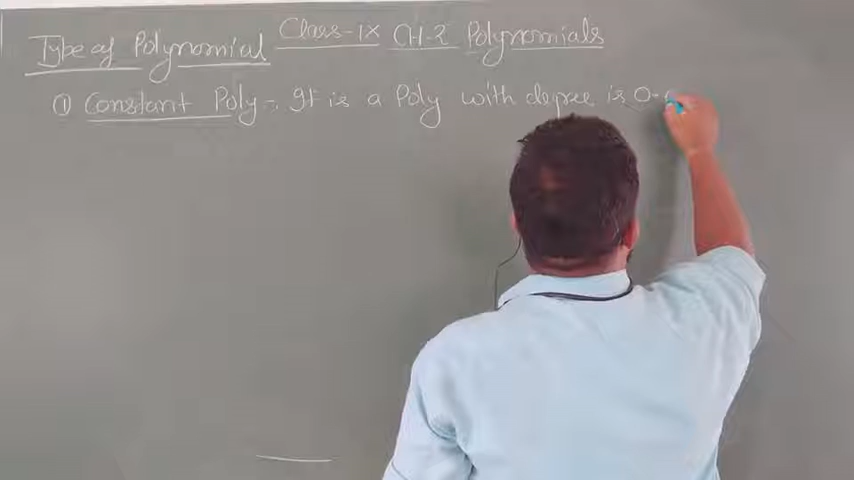 Type of Polynomial Class-IX CH-2 Polynomials
① Constant Poly = It is a Poly with degree is 0.